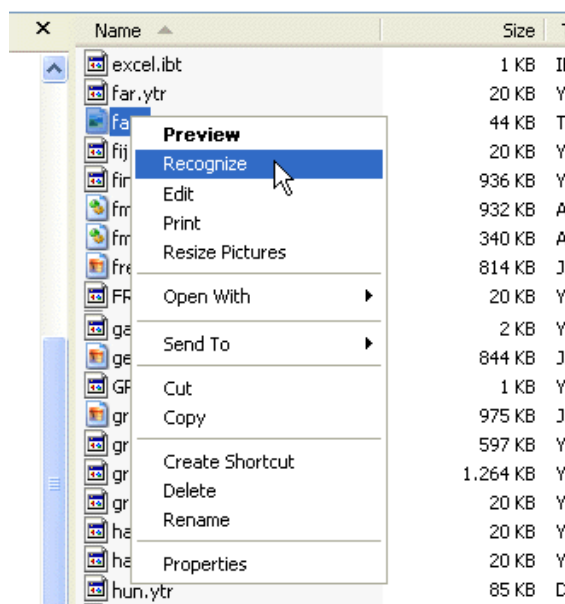 Name Size
excel.ibt 1 KB
far.ytr 20 KB Y
fa 44 KB T
Preview
fij 20 KB Y
Recognize
fin 936 KB Y
Edit
fm 932 KB A
Print
fm 340 KB A
Resize Pictures
fre 814 KB J
Open With
FR 20 KB Y
ga 2 KB Y
Send To
ge 844 KB J
Cut
GF 1 KB Y
Copy
gr 975 KB J
gr 597 KB Y
Create Shortcut
gr 1.264 KB Y
Delete
gr 20 KB Y
Rename
ha 20 KB Y
Properties
ha 20 KB Y
hun.ytr 85 KB D